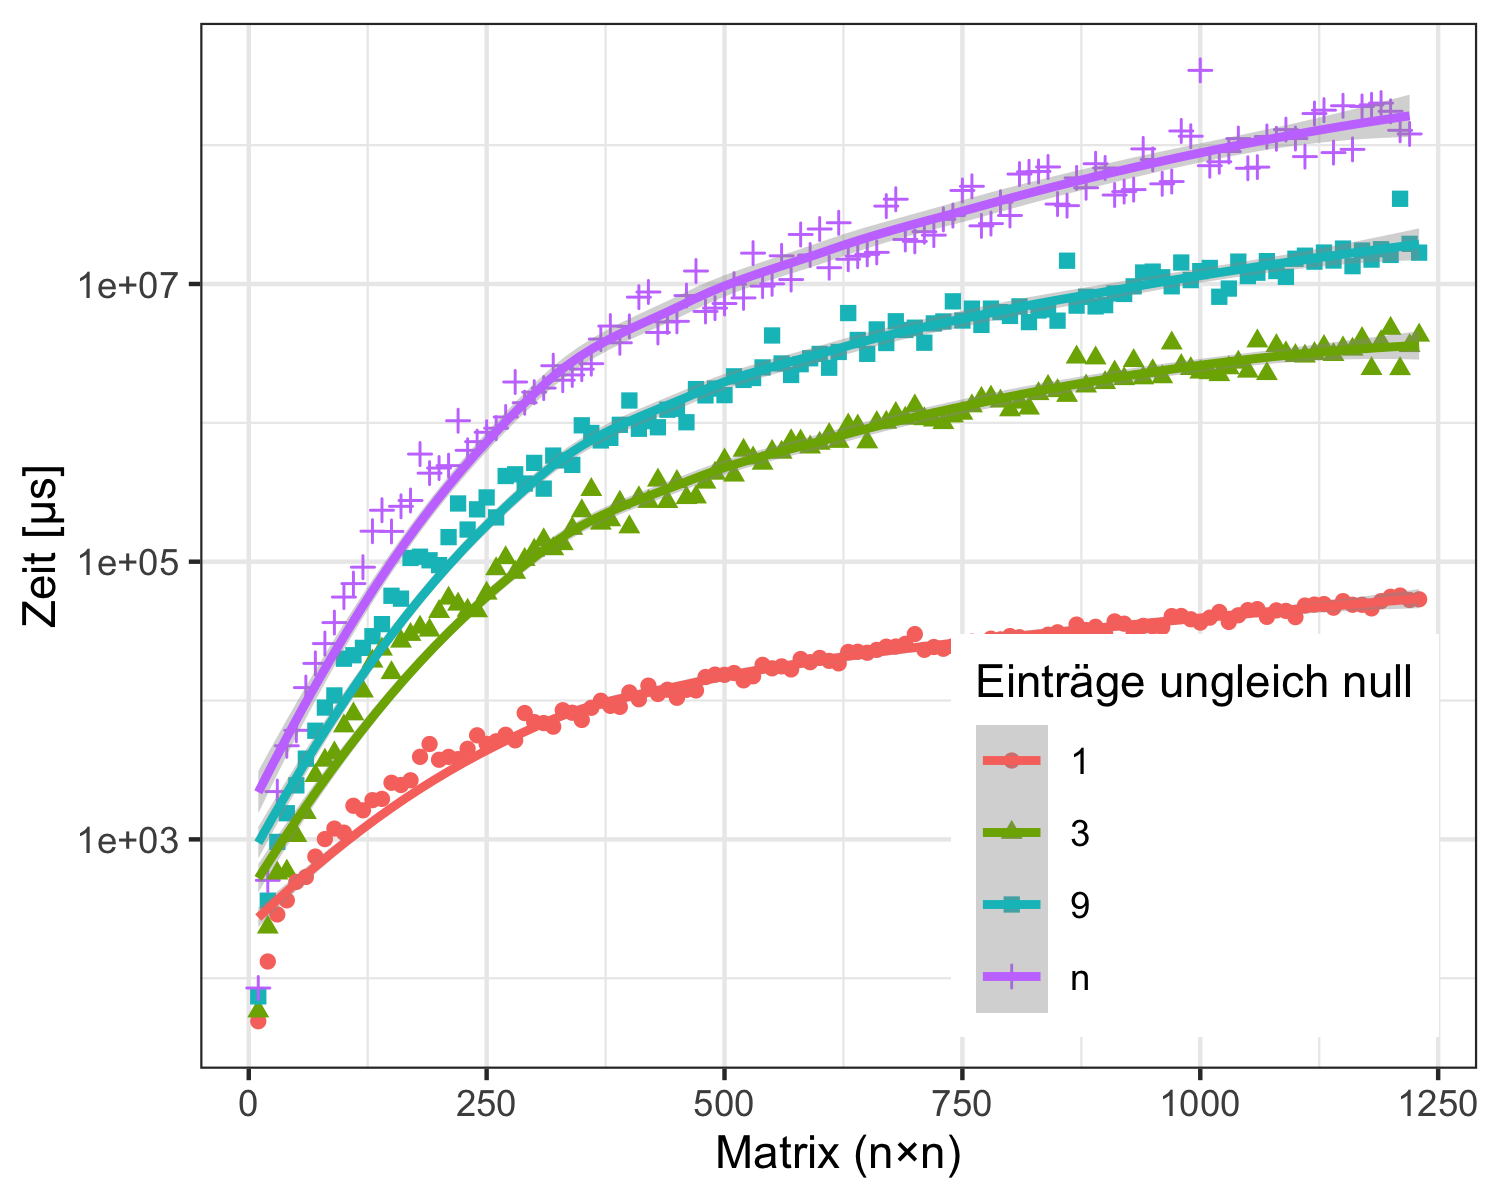 Zeit [µs]
1e+07
1e+05
1e+03
0
250
500
750
1000
1250
Matrix (n×n)
Einträge ungleich null
1
3
9
n